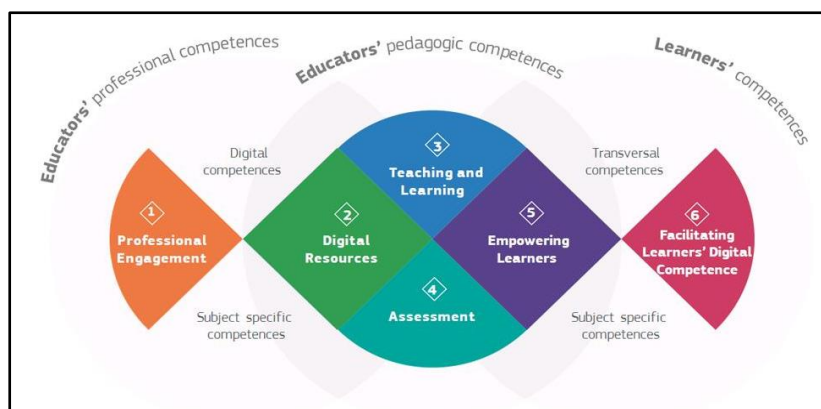 Educators' professional competences
Educators' pedagogic competences
Learners' competences
Digital
competences
Transversal
competences
3
Teaching and
Learning
1
Professional
Engagement
2
Digital
Resources
5
Empowering
Learners
6
Facilitating
Learners' Digital
Competence
4
Assessment
Subject specific
competences
Subject specific
competences